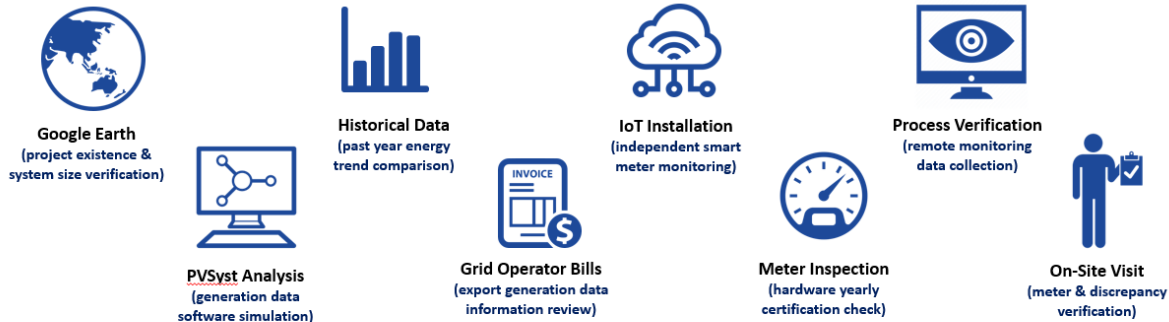 Google Earth
(project existence &
system size verification)
PVSyst Analysis
(generation data
software simulation)
Historical Data
(past year energy
trend comparison)
INVOICE
$
Grid Operator Bills
(export generation data
information review)
IoT Installation
(independent smart
meter monitoring)
Meter Inspection
(hardware yearly
certification check)
Process Verification
(remote monitoring
data collection)
On-Site Visit
(meter & discrepancy
verification)